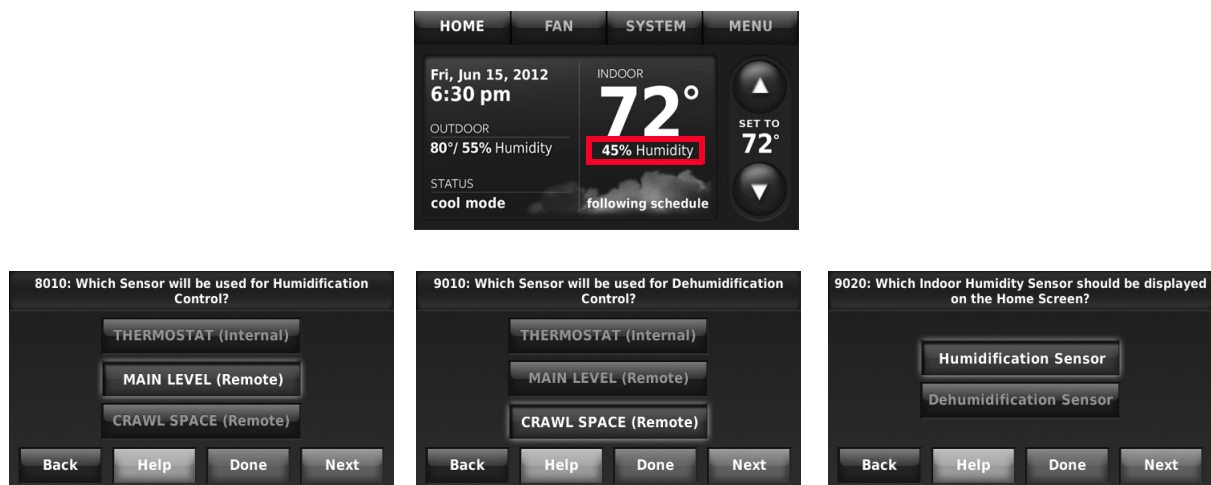 HOME FAN SYSTEM MENU
Fri, Jun 15, 2012
6:30 pm
OUTDOOR
80°/ 55% Humidity
STATUS
cool mode
INDOOR
72°
45% Humidity
following schedule
SET TO
72°
8010: Which Sensor will be used for Humidification
Control?
THERMOSTAT (Internal)
MAIN LEVEL (Remote)
CRAWL SPACE (Remote)
Back Help Done Next
9010: Which Sensor will be used for Dehumidification
Control?
THERMOSTAT (Internal)
MAIN LEVEL (Remote)
CRAWL SPACE (Remote)
Back Help Done Next
9020: Which Indoor Humidity Sensor should be displayed
on the Home Screen?
Humidification Sensor
Dehumidification Sensor
Back Help Done Next